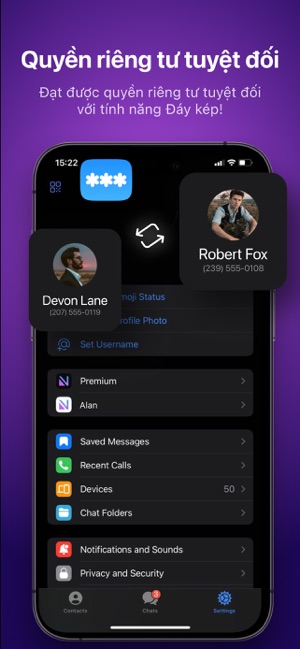 Quyền riêng tư tuyệt đối
Đạt được quyền riêng tư tuyệt đối
với tính năng Đáy kép!
15:22
***
Robert Fox
(239) 555-0108
Devon Lane
(207) 555-0119
moji Status
ofile Photo
Set Username
Premium
Alan
Saved Messages
Recent Calls
Devices 50
Chat Folders
Notifications and Sounds
Privacy and Security
3
Contacts Chats Settings